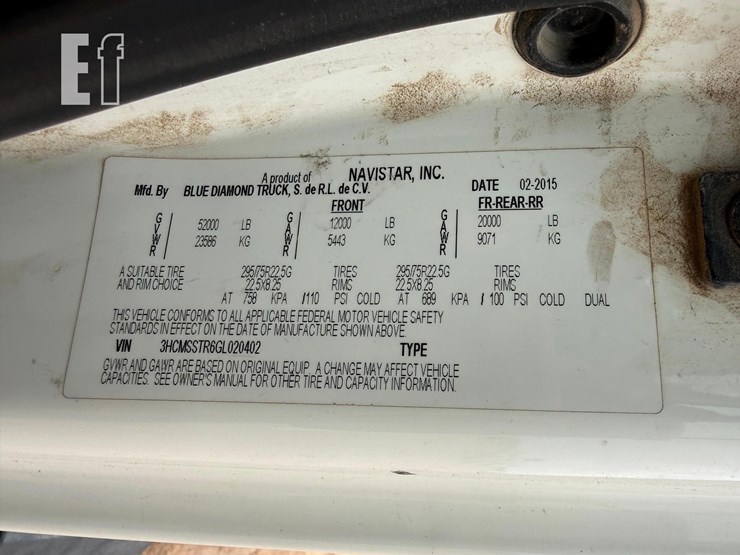 Ef
A product of NAVISTAR, INC.
Mfd. By BLUE DIAMOND TRUCK, S. de R.L. de C.V. DATE 02-2015
FRONT FR-REAR-RR
GVWR 52000 LB GAWR 12000 LB GAWR 20000 LB
23586 KG 5443 KG 9071 KG
A SUITABLE TIRE 295/75R22.5G TIRES 295/75R22.5G TIRES
AND RIM CHOICE 22.5X8.25 RIMS 22.5X8.25 RIMS
AT 758 KPA / 110 PSI COLD AT 689 KPA / 100 PSI COLD DUAL
THIS VEHICLE CONFORMS TO ALL APPLICABLE FEDERAL MOTOR VEHICLE SAFETY
STANDARDS IN EFFECT ON THE DATE OF MANUFACTURE SHOWN ABOVE
VIN 3HCMSSTR6GL020402 TYPE
GVWR AND GAWR ARE BASED ON ORIGINAL EQUIP. A CHANGE MAY AFFECT VEHICLE
CAPACITIES. SEE OWNER'S MANUAL FOR OTHER TIRE AND CAPACITY INFORMATION.